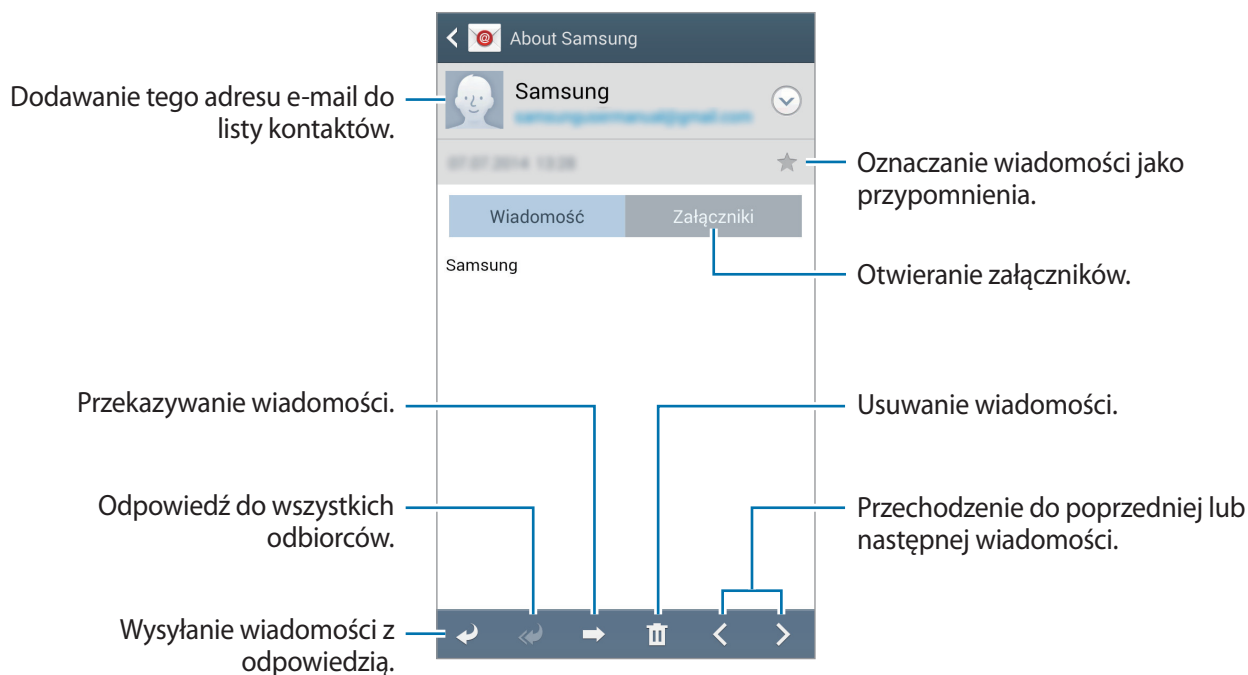 About Samsung
Dodawanie tego adresu e-mail do
listy kontaktów.
Samsung
Oznaczanie wiadomości jako
przypomnienia.
Wiadomość
Załączniki
Samsung
Otwieranie załączników.
Przekazywanie wiadomości.
Usuwanie wiadomości.
Odpowiedź do wszystkich
odbiorców.
Przechodzenie do poprzedniej lub
następnej wiadomości.
Wysyłanie wiadomości z
odpowiedzią.